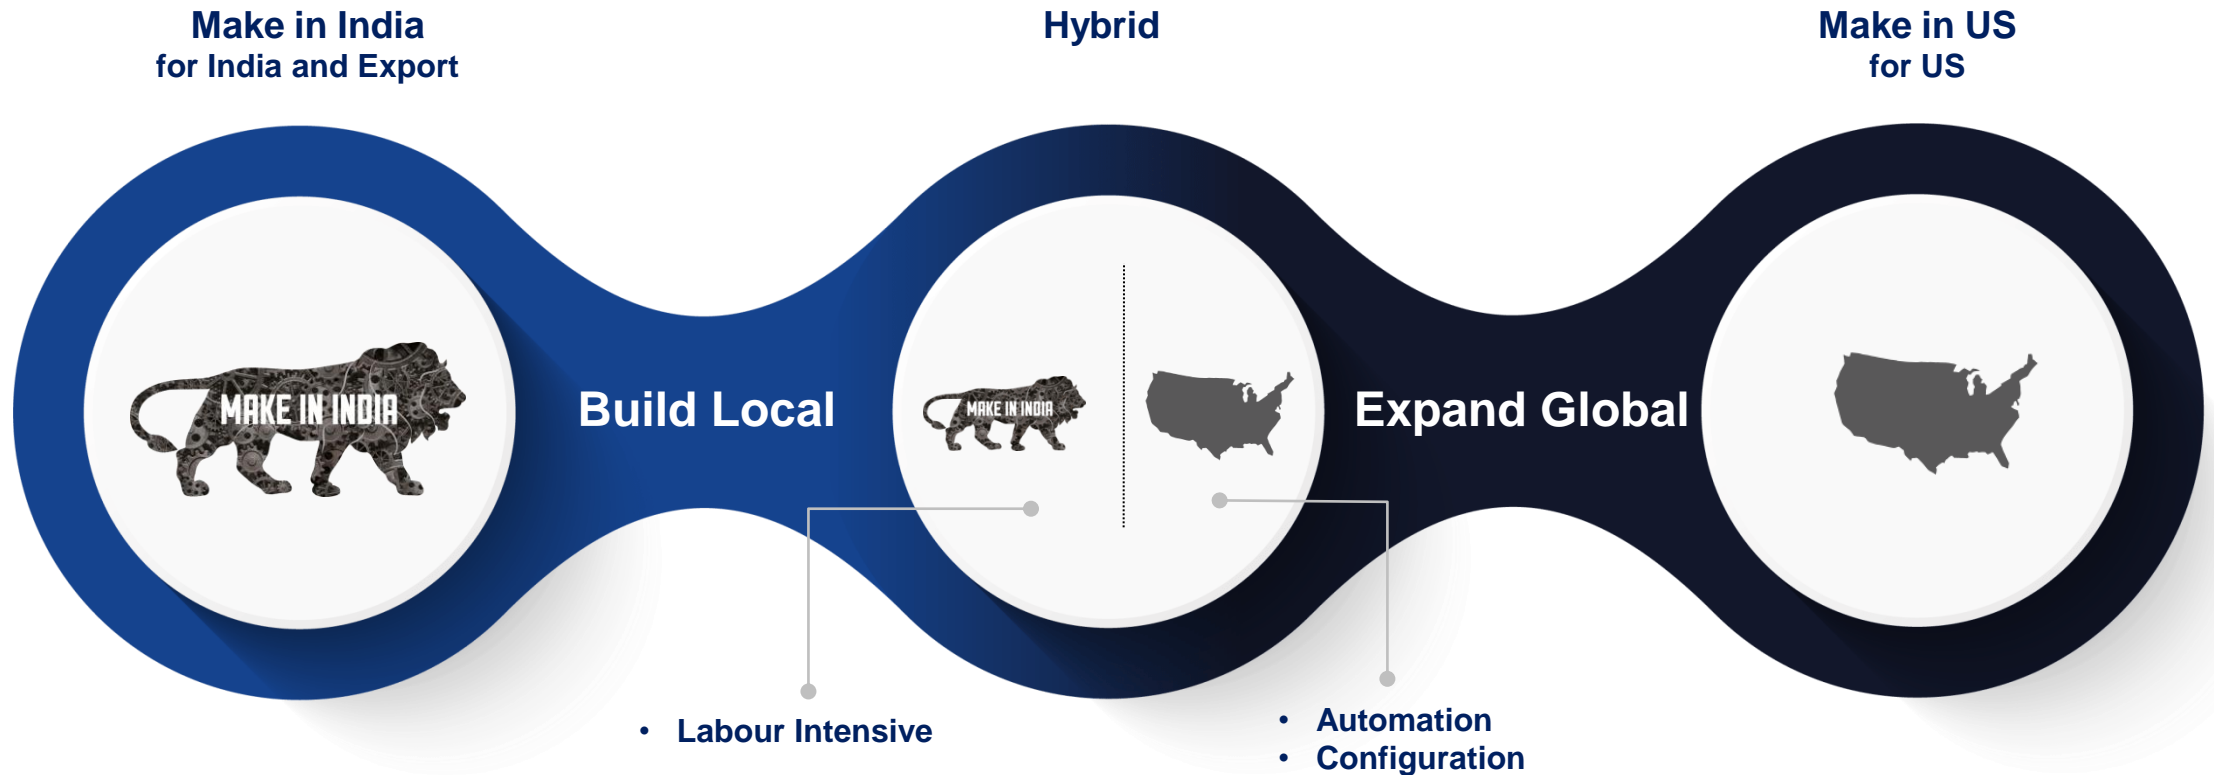 Make in India
for India and Export
Hybrid
Make in US
for US
MAKE IN INDIA
Build Local
MAKE IN INDIA
Expand Global
• Labour Intensive
• Automation
• Configuration